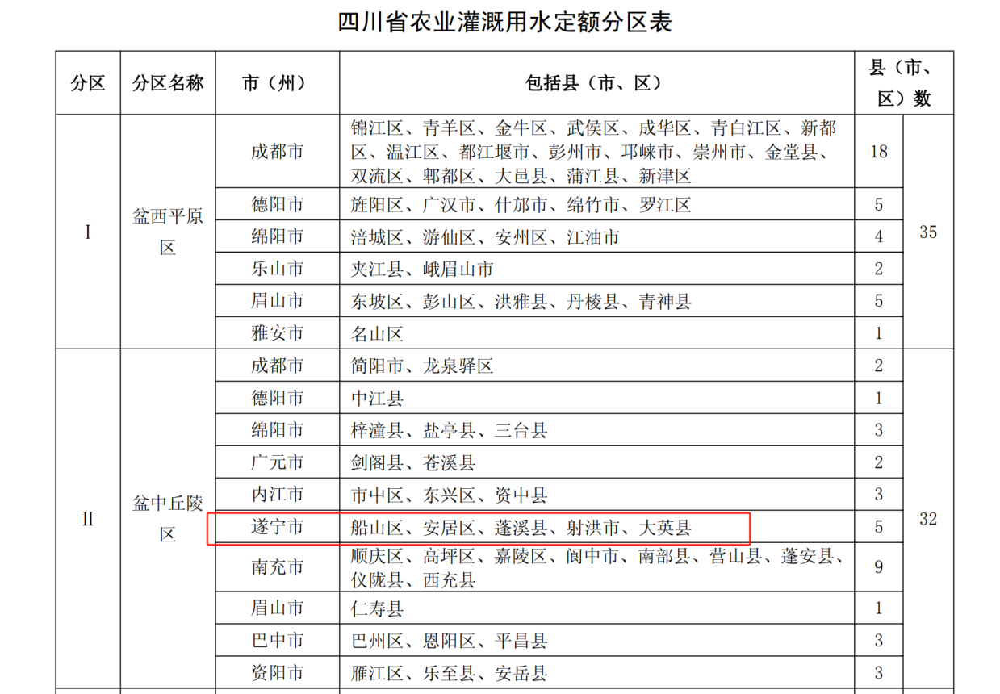 四川省农业灌溉用水定额分区表
分区 分区名称 市（州） 包括县（市、区） 县（市、
区）数
锦江区、青羊区、金牛区、武侯区、成华区、青白江区、新都
成都市 区、温江区、都江堰市、彭州市、邛崃市、崇州市、金堂县、 18
双流区、郫都区、大邑县、蒲江县、新津区
德阳市 旌阳区、广汉市、什邡市、绵竹市、罗江区 5
盆西平原
Ⅰ 绵阳市 涪城区、游仙区、安州区、江油市 4 35
区
乐山市 夹江县、峨眉山市 2
眉山市 东坡区、彭山区、洪雅县、丹棱县、青神县 5
雅安市 名山区 1
成都市 简阳市、龙泉驿区 2
德阳市 中江县 1
绵阳市 梓潼县、盐亭县、三台县 3
广元市 剑阁县、苍溪县 2
内江市 市中区、东兴区、资中县 3
盆中丘陵
Ⅱ 遂宁市 船山区、安居区、蓬溪县、射洪市、大英县 5 32
区
顺庆区、高坪区、嘉陵区、阆中市、南部县、营山县、蓬安县、
南充市 9
仪陇县、西充县
眉山市 仁寿县 1
巴中市 巴州区、恩阳区、平昌县 3
资阳市 雁江区、乐至县、安岳县 3